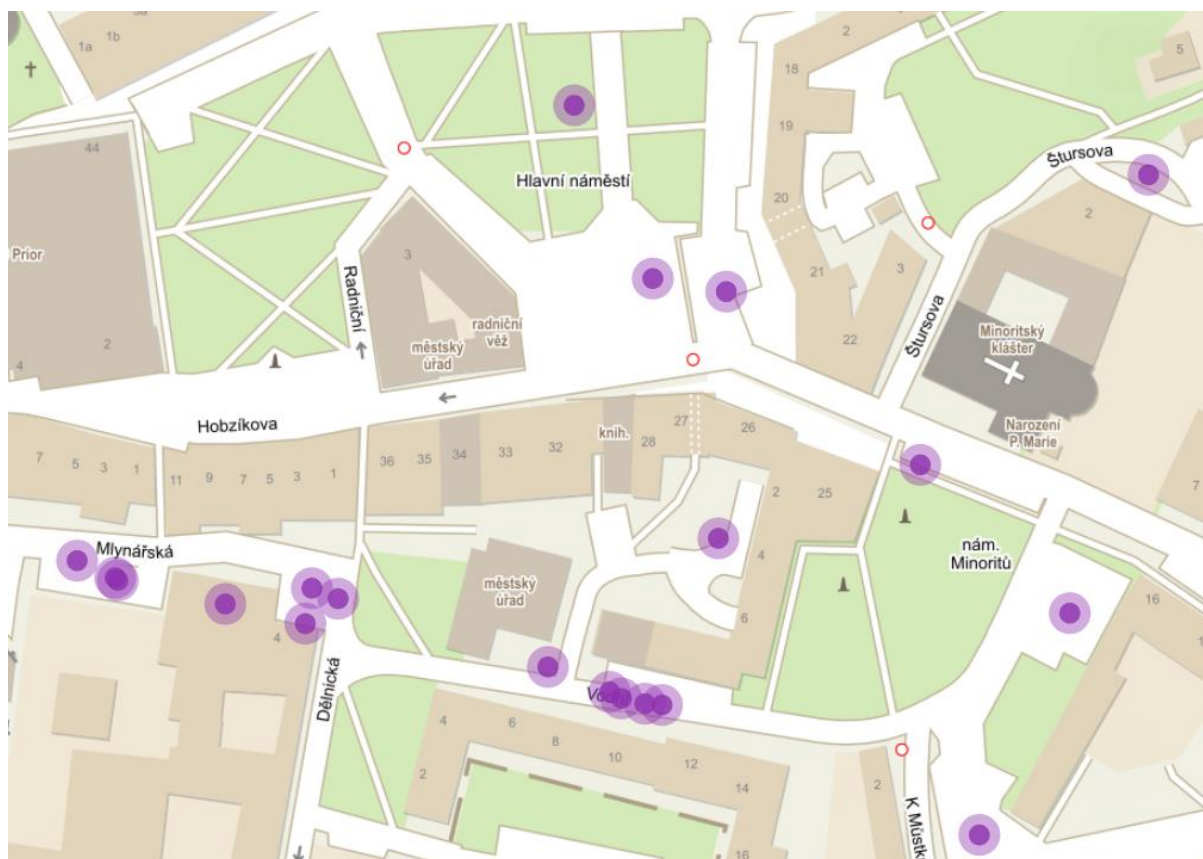 1a
1b
2
18
5
44
19
Štursova
Hlavní náměstí
20
2
3
Prior
Radniční
21
3
radniční
věž
městský
úřad
22
Štursova
Minoritský
klášter
2
4
Hobzíkova
knih.
27
28
26
Narození
P. Marie
7
5
3
1
11
9
7
5
3
1
36
35
34
33
32
2
25
7
Mlynářská
4
nám.
Minoritů
městský
úřad
16
6
4
Dělnická
4
6
8
10
12
14
16
2
2
K Můstku